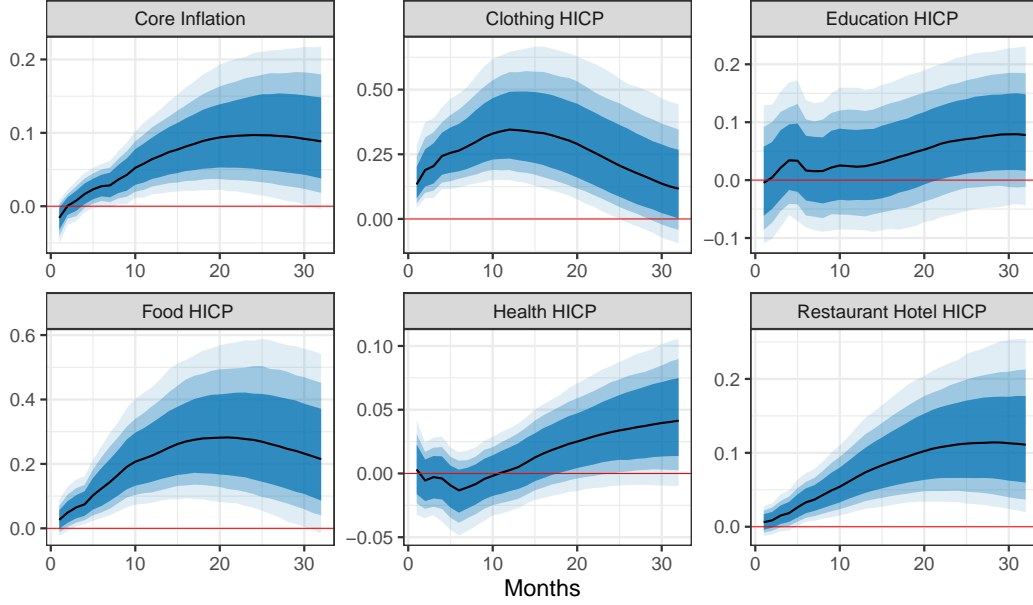 Core Inflation
Clothing HICP
Education HICP
0.2
0.1
0.0
0.50
0.25
0.00
0.2
0.1
0.0
−0.1
0 10 20 30
0 10 20 30
0 10 20 30
Food HICP
Health HICP
Restaurant Hotel HICP
0.6
0.4
0.2
0.0
0.10
0.05
0.00
−0.05
0.2
0.1
0.0
0 10 20 30
0 10 20 30
0 10 20 30
Months